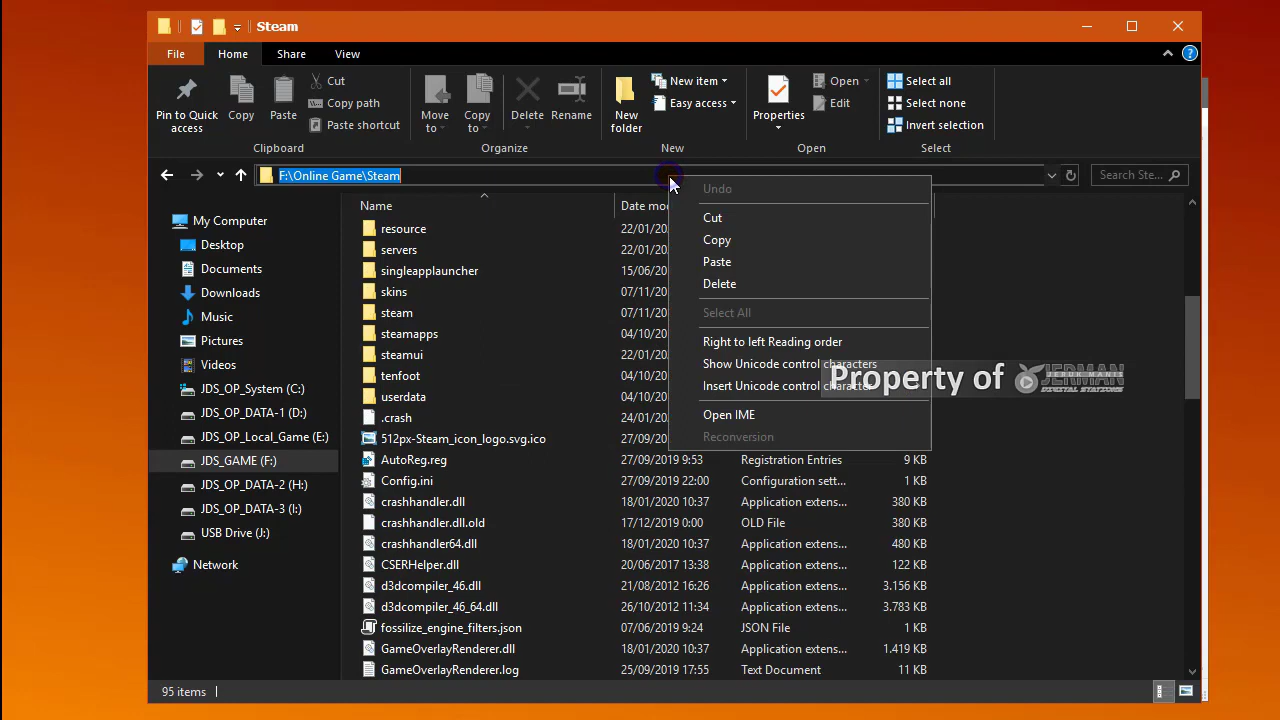 Steam
File Home Share View
Pin to Quick access
Copy
Paste
Cut
Copy path
Paste shortcut
Clipboard
Move to
Copy to
Delete
Rename
Organize
New folder
New item
Easy access
New
Properties
Open
Edit
Open
Select all
Select none
Invert selection
Select
F:\Online Game\Steam
Search Ste...
My Computer
Desktop
Documents
Downloads
Music
Pictures
Videos
JDS_OP_System (C:)
JDS_OP_DATA-1 (D:)
JDS_OP_Local_Game (E:)
JDS_GAME (F:)
JDS_OP_DATA-2 (H:)
JDS_OP_DATA-3 (I:)
USB Drive (J:)
Network
Name Date mo
resource 22/01/20
servers 22/01/20
singleapplauncher 15/06/20
skins 07/11/20
steam 07/11/20
steamapps 04/10/20
steamui 22/01/20
tenfoot 04/10/20
userdata 04/10/20
.crash 24/01/20
512px-Steam_icon_logo.svg.ico 27/09/20
AutoReg.reg 27/09/2019 9:53 Registration Entries 9 KB
Config.ini 27/09/2019 22:00 Configuration sett... 1 KB
crashhandler.dll 18/01/2020 10:37 Application extens... 380 KB
crashhandler.dll.old 17/12/2019 0:00 OLD File 380 KB
crashhandler64.dll 18/01/2020 10:37 Application extens... 480 KB
CSERHelper.dll 20/06/2017 13:38 Application extens... 122 KB
d3dcompiler_46.dll 21/08/2012 16:26 Application extens... 3.156 KB
d3dcompiler_46_64.dll 26/10/2012 11:34 Application extens... 3.783 KB
fossilize_engine_filters.json 07/06/2019 9:24 JSON File 1 KB
GameOverlayRenderer.dll 18/01/2020 10:37 Application extens... 1.419 KB
GameOverlayRenderer.log 25/09/2019 17:55 Text Document 11 KB
Undo
Cut
Copy
Paste
Delete
Select All
Right to left Reading order
Show Unicode control characters
Insert Unicode control character
Open IME
Reconversion
Property of
JERUK MANIS
JERMAN
DIGITAL STATIONS
95 items